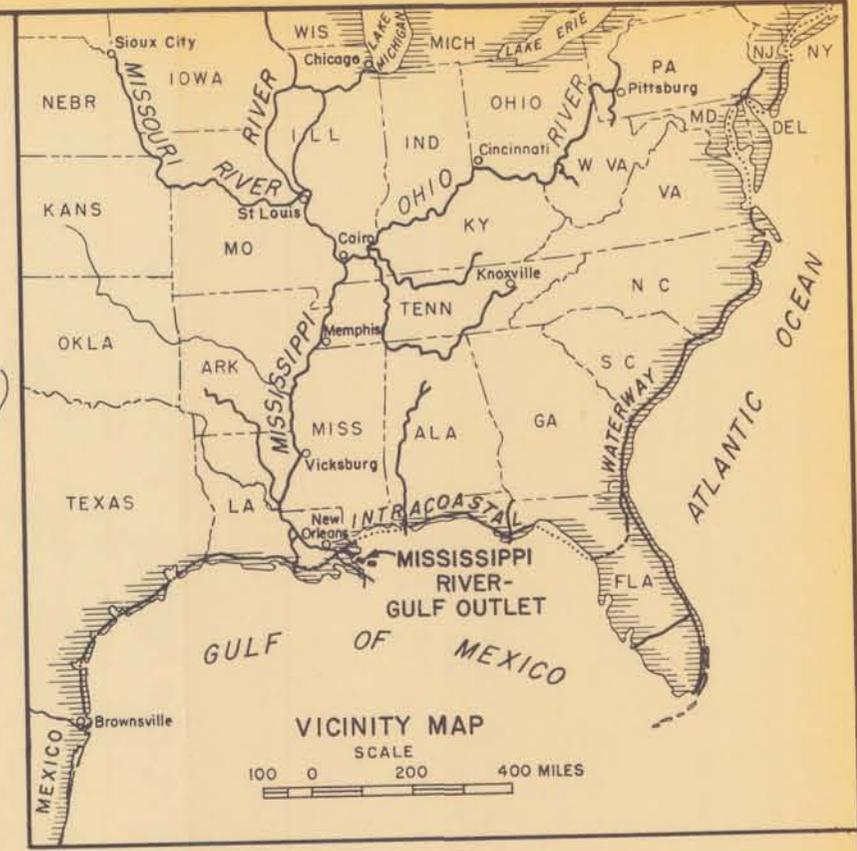 WIS
LAKE MICHIGAN
MICH
LAKE ERIE
NJ
NY
Sioux City
Chicago
PA
IOWA
Pittsburg
NEBR
MISSOURI RIVER
RIVER
ILL
IND
OHIO
MD
DEL
Cincinnati
RIVER
W VA
OHIO
VA
KANS
St Louis
KY
MO
Cairo
Knoxville
N C
TENN
OKLA
Memphis
ARK
MISSISSIPPI
S C
ATLANTIC OCEAN
MISS
ALA
GA
WATERWAY
Vicksburg
TEXAS
LA
INTRACOASTAL
New
Orleans
MISSISSIPPI
RIVER-
GULF OUTLET
FLA
GULF OF MEXICO
Brownsville
MEXICO
VICINITY MAP
SCALE
100 0 200 400 MILES